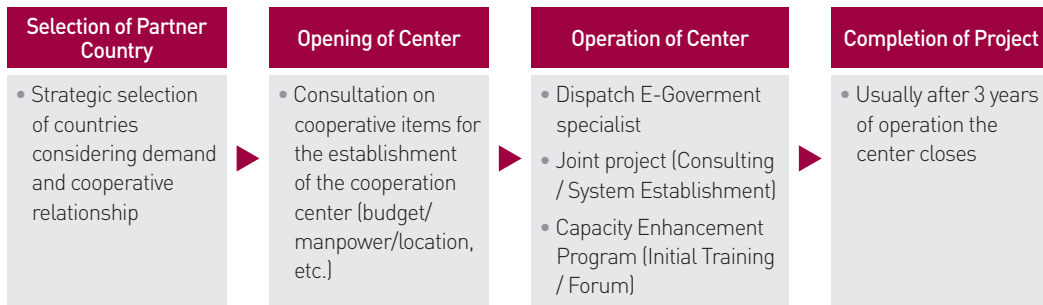 Selection of Partner
Country
• Strategic selection
of countries
considering demand
and cooperative
relationship
Opening of Center
• Consultation on
cooperative items for
the establishment
of the cooperation
center (budget/
manpower/location,
etc.)
Operation of Center
• Dispatch E-Goverment
specialist
• Joint project (Consulting
/ System Establishment)
• Capacity Enhancement
Program (Initial Training
/ Forum)
Completion of Project
• Usually after 3 years
of operation the
center closes